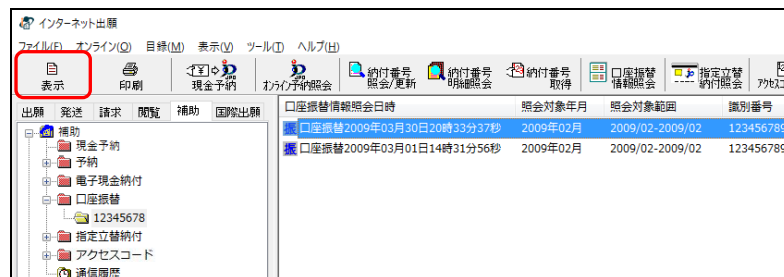 インターネット出願
ファイル(F) オンライン(O) 目録(M) 表示(V) ツール(T) ヘルプ(H)
表示 印刷 現金予納 オンライン予納照会 納付番号照会/更新 納付番号明細照会 納付番号取得 口座振替情報照会 指定立替納付照会
出願 発送 請求 閲覧 補助 国際出願
口座振替情報照会日時 照会対象年月 照会対象範囲 識別番号
振 口座振替2009年03月30日20時33分37秒 2009年02月 2009/02-2009/02 123456789
振 口座振替2009年03月01日14時31分56秒 2009年02月 2009/02-2009/02 123456789
補助
現金予納
予納
電子現金納付
口座振替
12345678
指定立替納付
アクセスコード
通信履歴